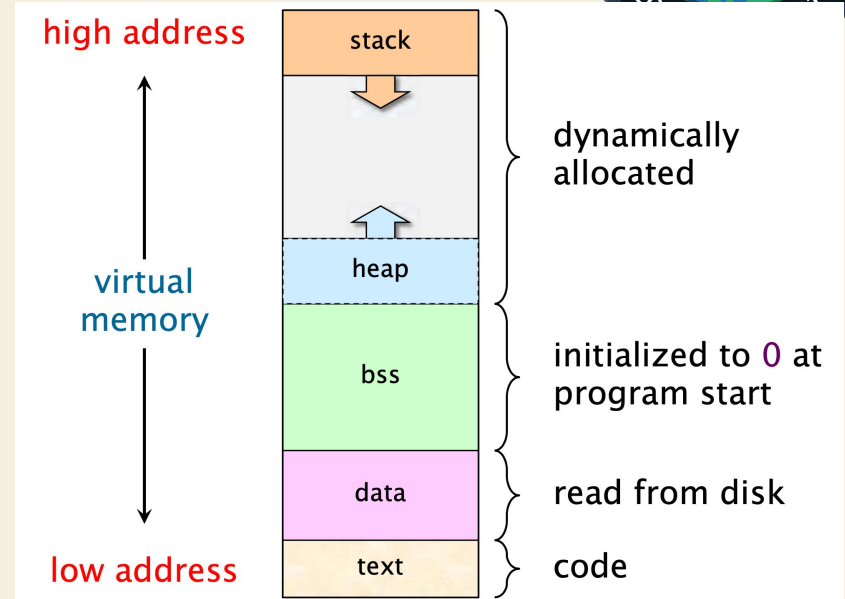 high address
stack
dynamically
allocated
heap
virtual
memory
bss
initialized to 0 at
program start
data
read from disk
low address
text
code